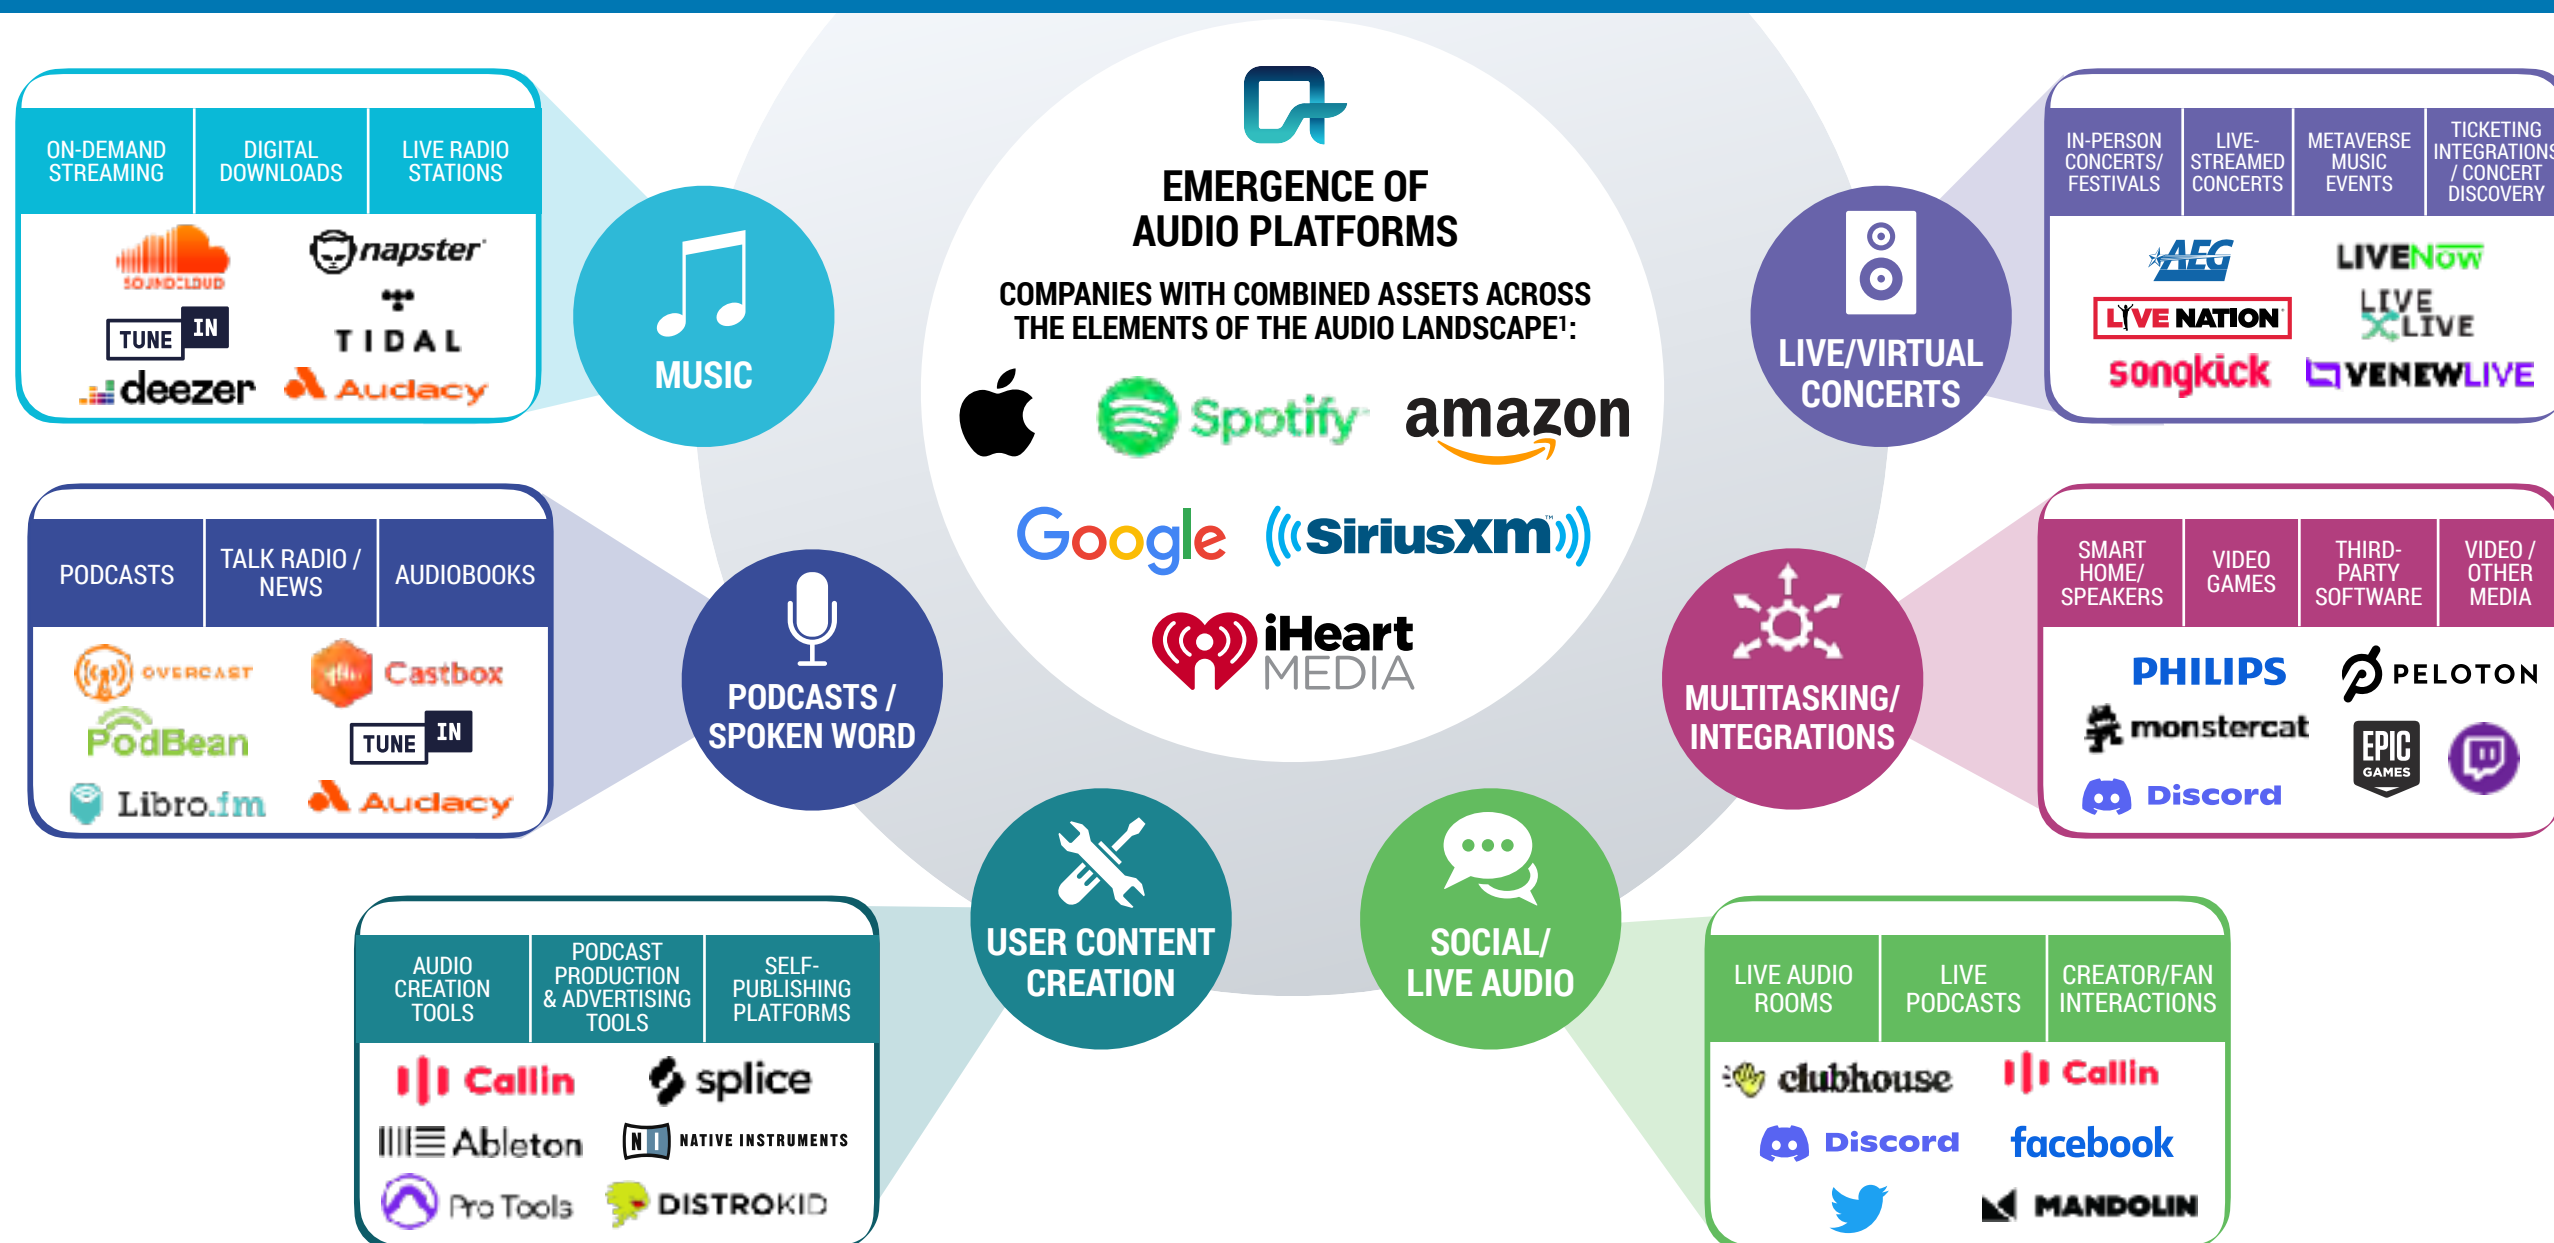 EMERGENCE OF
AUDIO PLATFORMS
COMPANIES WITH COMBINED ASSETS ACROSS
THE ELEMENTS OF THE AUDIO LANDSCAPE¹:
Spotify
amazon
Google
SiriusXm™
iHeart
MEDIA
ON-DEMAND
STREAMING
DIGITAL
DOWNLOADS
LIVE RADIO
STATIONS
SOUNDCLOUD
napster
TUNE IN
TIDAL
deezer
Audacy
MUSIC
PODCASTS
TALK RADIO /
NEWS
AUDIOBOOKS
OVERCAST
Castbox
PodBean
TUNE IN
Libro.fm
Audacy
PODCASTS /
SPOKEN WORD
AUDIO
CREATION
TOOLS
PODCAST
PRODUCTION
& ADVERTISING
TOOLS
SELF-
PUBLISHING
PLATFORMS
Callin
splice
Ableton
NI NATIVE INSTRUMENTS
Pro Tools
DISTROKID
USER CONTENT
CREATION
SOCIAL/
LIVE AUDIO
LIVE AUDIO
ROOMS
LIVE
PODCASTS
CREATOR/FAN
INTERACTIONS
clubhouse
Callin
Discord
facebook
MANDOLIN
MULTITASKING/
INTEGRATIONS
SMART
HOME/
SPEAKERS
VIDEO
GAMES
THIRD-
PARTY
SOFTWARE
VIDEO /
OTHER
MEDIA
PHILIPS
PELOTON
monstercat
EPIC
GAMES
Discord
LIVE/VIRTUAL
CONCERTS
IN-PERSON
CONCERTS/
FESTIVALS
LIVE-
STREAMED
CONCERTS
METAVERSE
MUSIC
EVENTS
TICKETING
INTEGRATIONS
/ CONCERT
DISCOVERY
AEG
LIVENOW
LIVE NATION
LIVE
XLIVE
songkick
VENEWLIVE